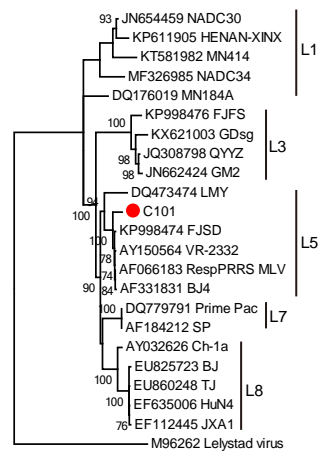 93 JN654459 NADC30
KP611905 HENAN-XINX
KT581982 MN414
MF326985 NADC34
L1
DQ176019 MN184A
KP998476 FJFS
100
KX621003 GDsg
L3
JQ308798 QYYZ
98
JN662424 GM2
98
DQ473474 LMY
94
C101
100
KP998474 FJSD
100
AY150564 VR-2332
L5
78
AF066183 RespPRRS MLV
74
AF331831 BJ4
90 84
DQ779791 Prime Pac
100
L7
AF184212 SP
AY032626 Ch-1a
EU825723 BJ
100
EU860248 TJ
L8
100 EF635006 HuN4
EF112445 JXA1
76
M96262 Lelystad virus